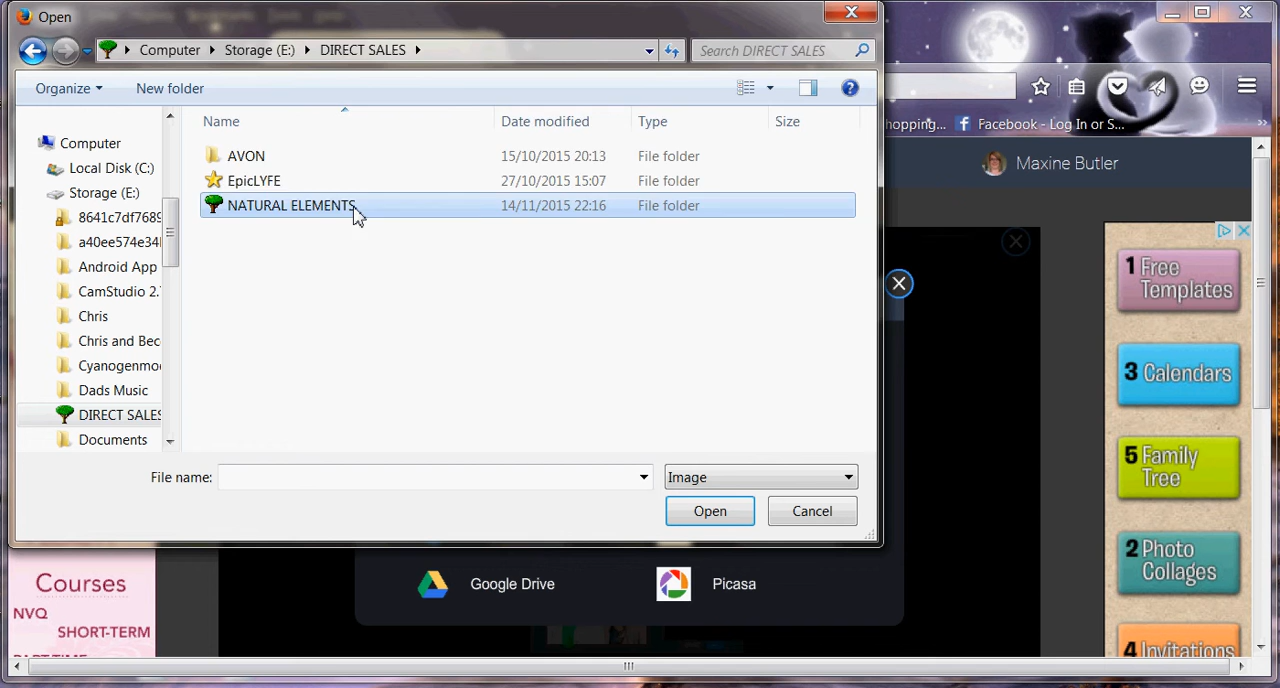 Open
Computer
Storage (E:)
DIRECT SALES
Search DIRECT SALES
Organize
New folder
Name
Date modified
Type
Size
AVON
15/10/2015 20:13
File folder
EpicLYFE
27/10/2015 15:07
File folder
NATURAL ELEMENTS
14/11/2015 22:16
File folder
Computer
Local Disk (C:)
Storage (E:)
8641c7df7689
a40ee574e34
Android App
CamStudio 2.
Chris
Chris and Bec
Cyanogenmo
Dads Music
DIRECT SALES
Documents
File name:
Image
Open
Cancel
hopping...
Facebook - Log In or S...
Maxine Butler
1 Free
Templates
3 Calendars
5 Family
Tree
2 Photo
Collages
4 Invitations
Google Drive
Picasa
Courses
NVQ
SHORT-TERM